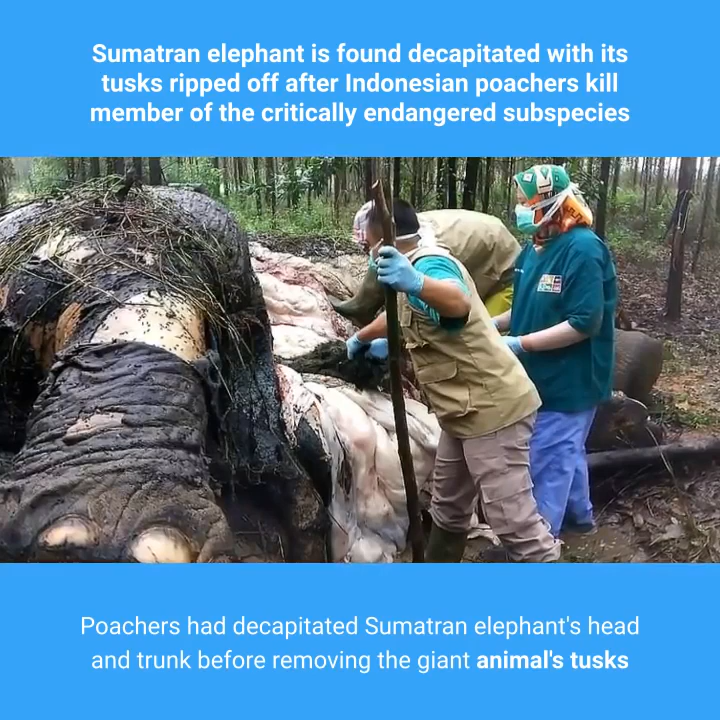 Sumatran elephant is found decapitated with its
tusks ripped off after Indonesian poachers kill
member of the critically endangered subspecies
Poachers had decapitated Sumatran elephant's head
and trunk before removing the giant animal's tusks